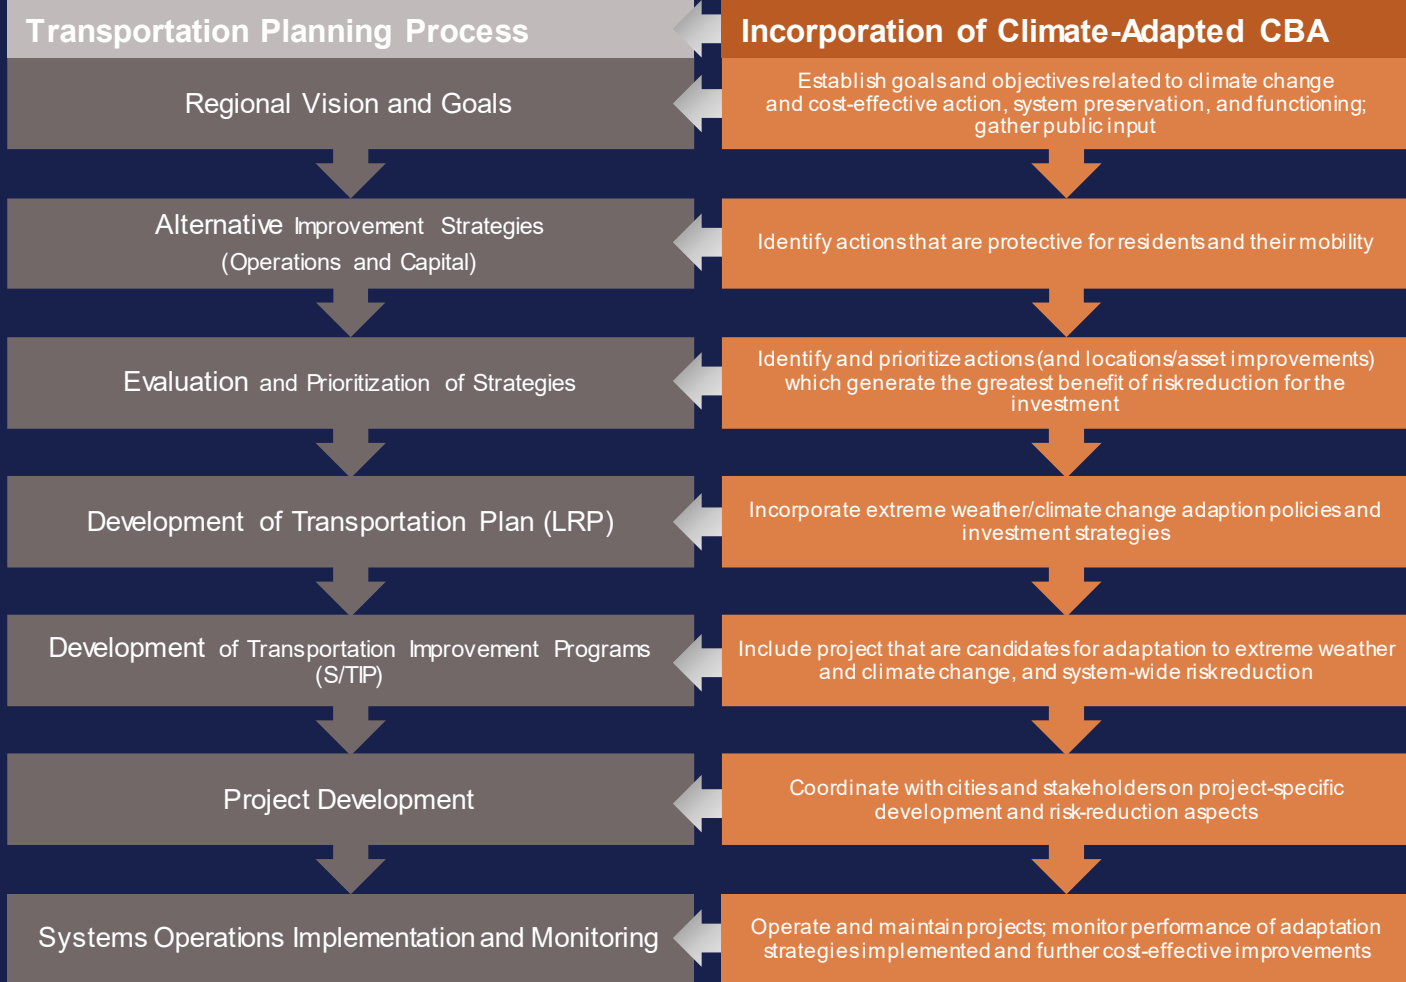 Transportation Planning Process
Incorporation of Climate-Adapted CBA
Regional Vision and Goals
Establish goals and objectives related to climate change
and cost-effective action, system preservation, and functioning;
gather public input
Alternative Improvement Strategies
(Operations and Capital)
Identify actions that are protective for residents and their mobility
Evaluation and Prioritization of Strategies
Identify and prioritize actions (and locations/asset improvements)
which generate the greatest benefit of risk reduction for the
investment
Development of Transportation Plan (LRP)
Incorporate extreme weather/climate change adaption policies and
investment strategies
Development of Transportation Improvement Programs
(S/TIP)
Include project that are candidates for adaptation to extreme weather
and climate change, and system-wide risk reduction
Project Development
Coordinate with cities and stakeholders on project-specific
development and risk-reduction aspects
Systems Operations Implementation and Monitoring
Operate and maintain projects; monitor performance of adaptation
strategies implemented and further cost-effective improvements